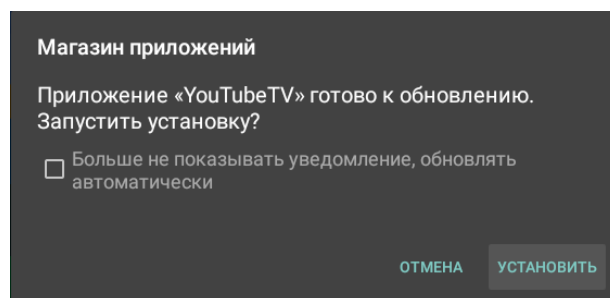 Магазин приложений
Приложение «YouTubeTV» готово к обновлению.
Запустить установку?
Больше не показывать уведомление, обновлять
автоматически
ОТМЕНА УСТАНОВИТЬ